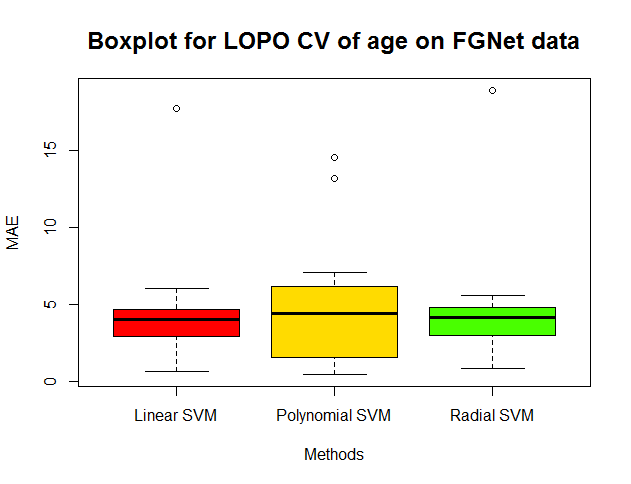 Boxplot for LOPO CV of age on FGNet data
MAE
15
10
5
0
Linear SVM
Polynomial SVM
Radial SVM
Methods